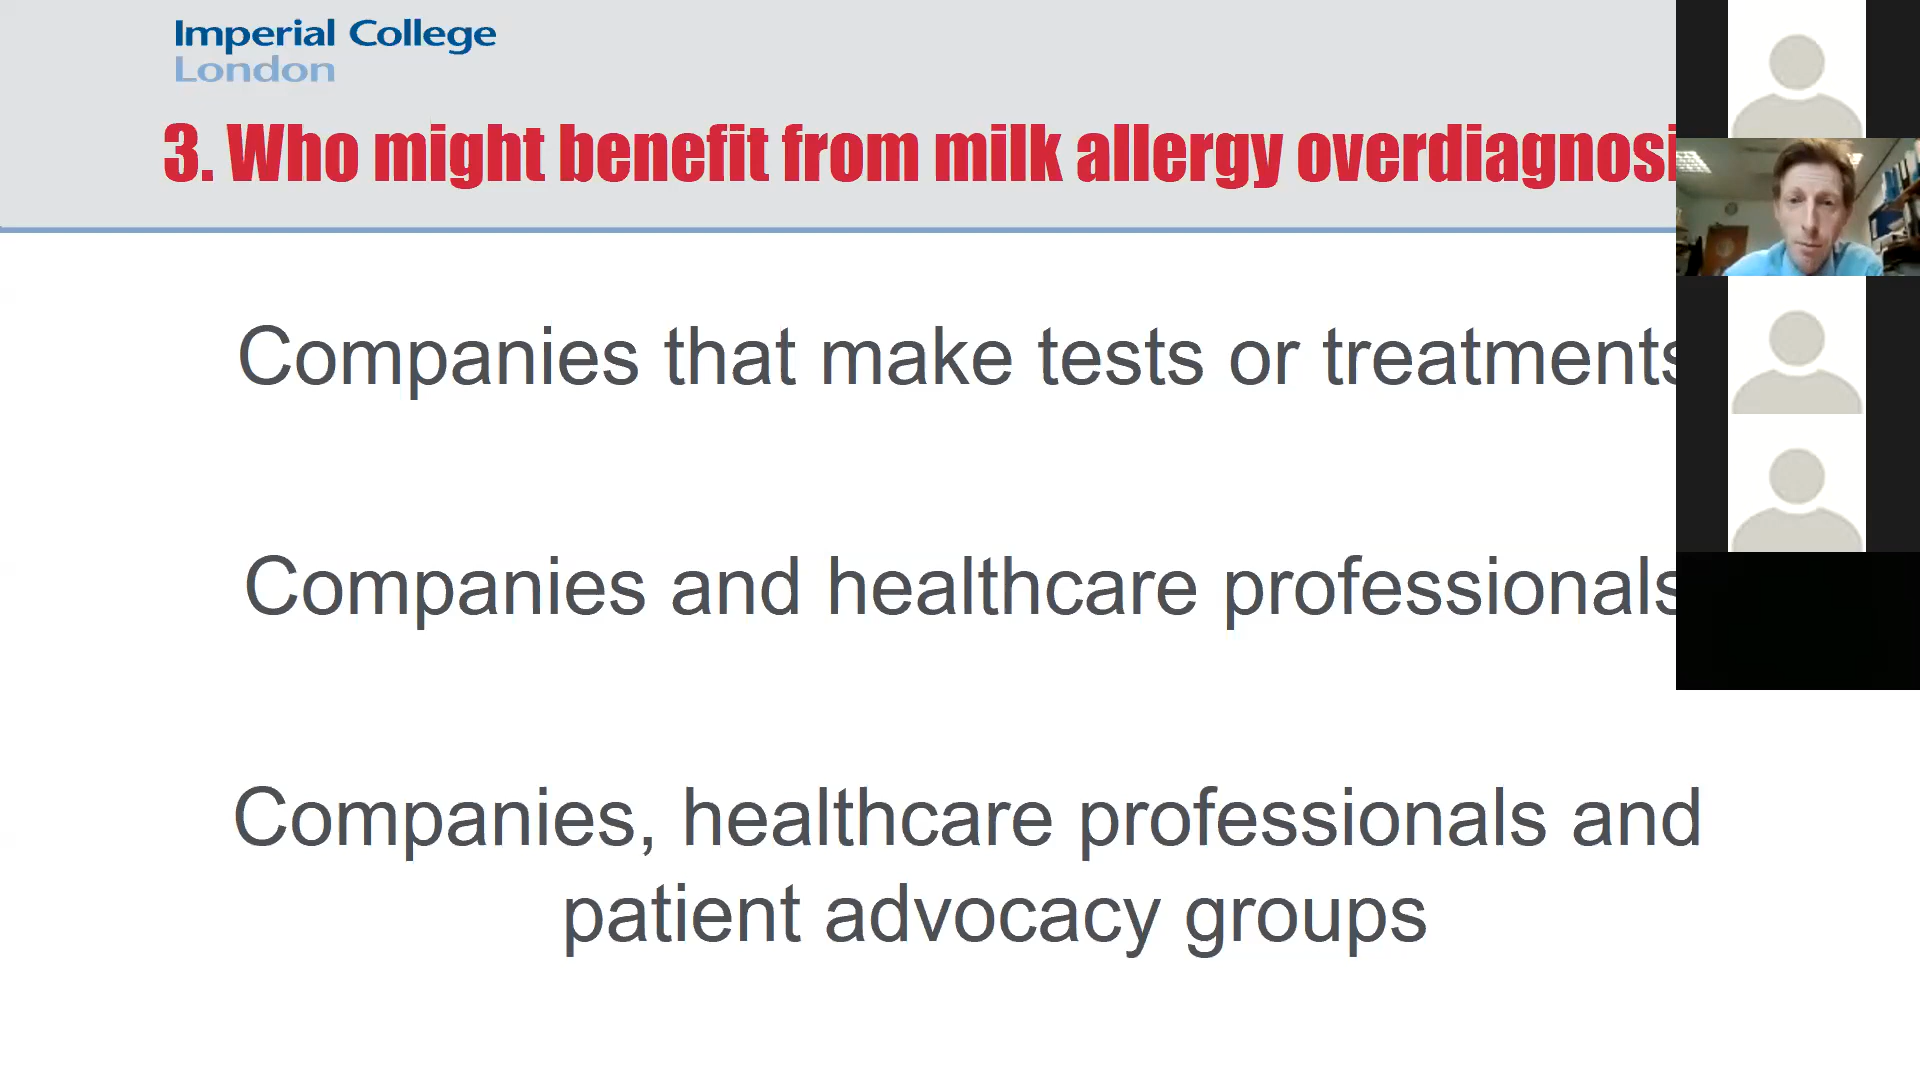 Imperial College
London
3. Who might benefit from milk allergy overdiagnosi
Companies that make tests or treatments
Companies and healthcare professionals
Companies, healthcare professionals and
patient advocacy groups